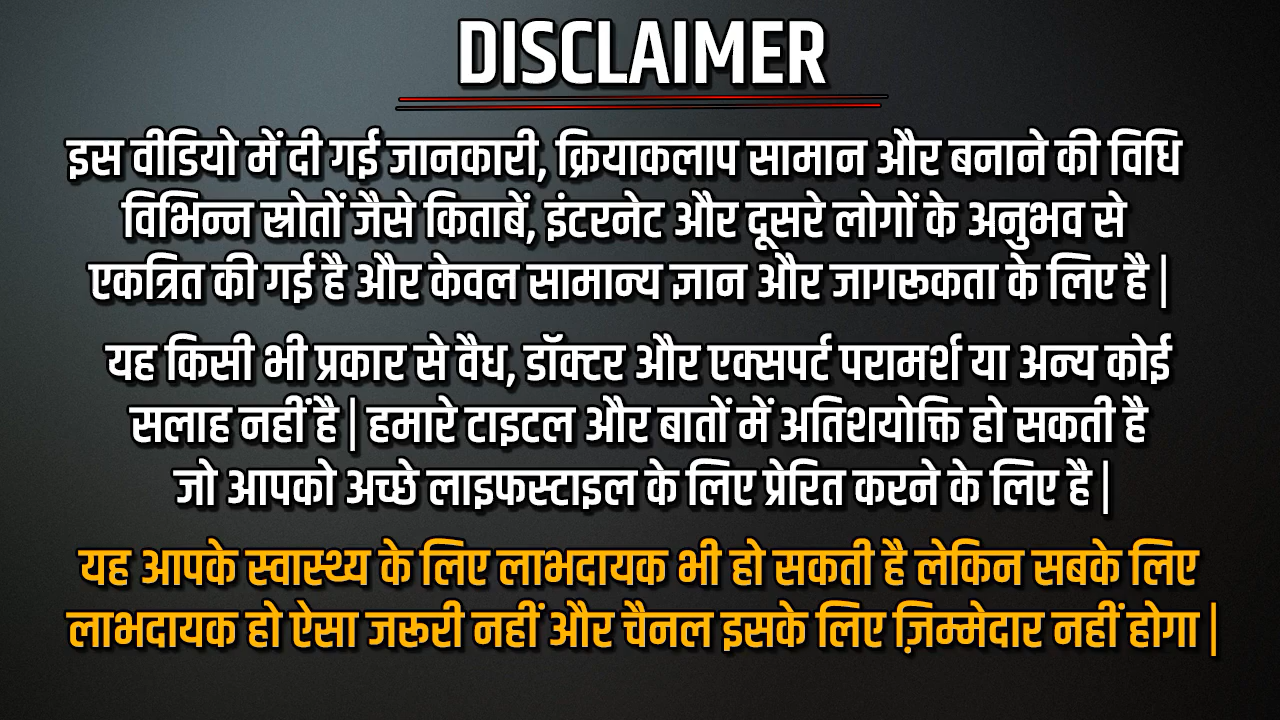 DISCLAIMER
इस वीडियो में दी गई जानकारी, क्रियाकलाप सामान और बनाने की विधि
विभिन्न स्रोतों जैसे किताबें, इंटरनेट और दूसरे लोगों के अनुभव से
एकत्रित की गई है और केवल सामान्य ज्ञान और जागरूकता के लिए है |
यह किसी भी प्रकार से वैध, डॉक्टर और एक्सपर्ट परामर्श या अन्य कोई
सलाह नहीं है | हमारे टाइटल और बातों में अतिशयोक्ति हो सकती है
जो आपको अच्छे लाइफस्टाइल के लिए प्रेरित करने के लिए है |
यह आपके स्वास्थ्य के लिए लाभदायक भी हो सकती है लेकिन सबके लिए
लाभदायक हो ऐसा जरूरी नहीं और चैनल इसके लिए ज़िम्मेदार नहीं होगा |